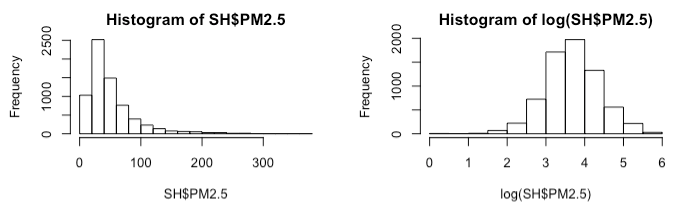 Histogram of SH$PM2.5
Frequency
0 1000 2500
0 100 200 300
SH$PM2.5
Histogram of log(SH$PM2.5)
Frequency
0 1000 2000
0 1 2 3 4 5 6
log(SH$PM2.5)